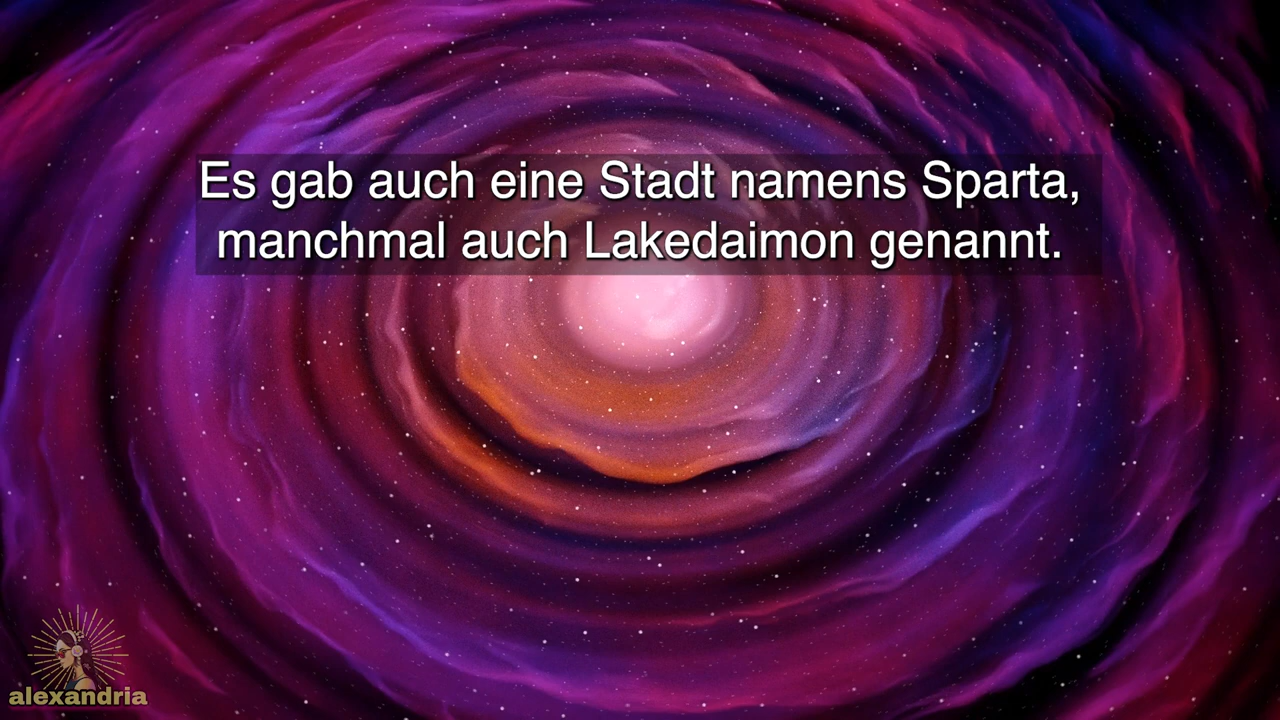 Es gab auch eine Stadt namens Sparta,
manchmal auch Lakedaimon genannt.
alexandria